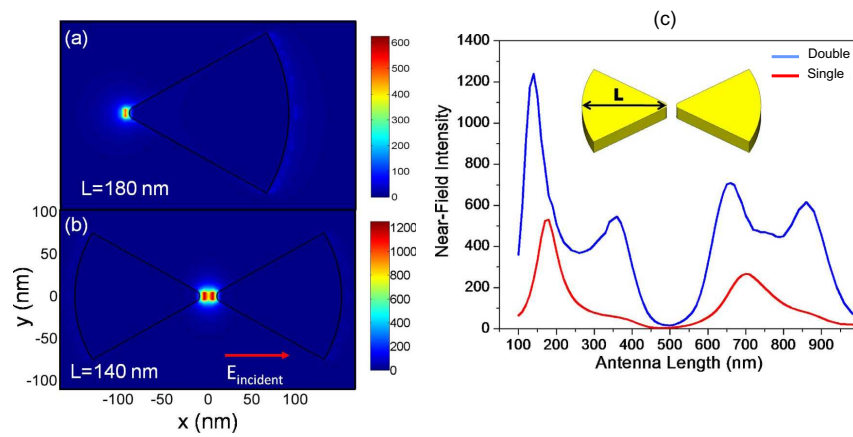 (a)
L=180 nm
600
500
400
300
200
100
0
(b)
L=140 nm
E incident
100
50
0
-50
-100
y (nm)
-100
-50
0
50
100
x (nm)
1200
1000
800
600
400
200
0
(c)
1400
1200
1000
800
600
400
200
0
Near-Field Intensity
L
Double
Single
100 200 300 400 500 600 700 800 900
Antenna Length (nm)